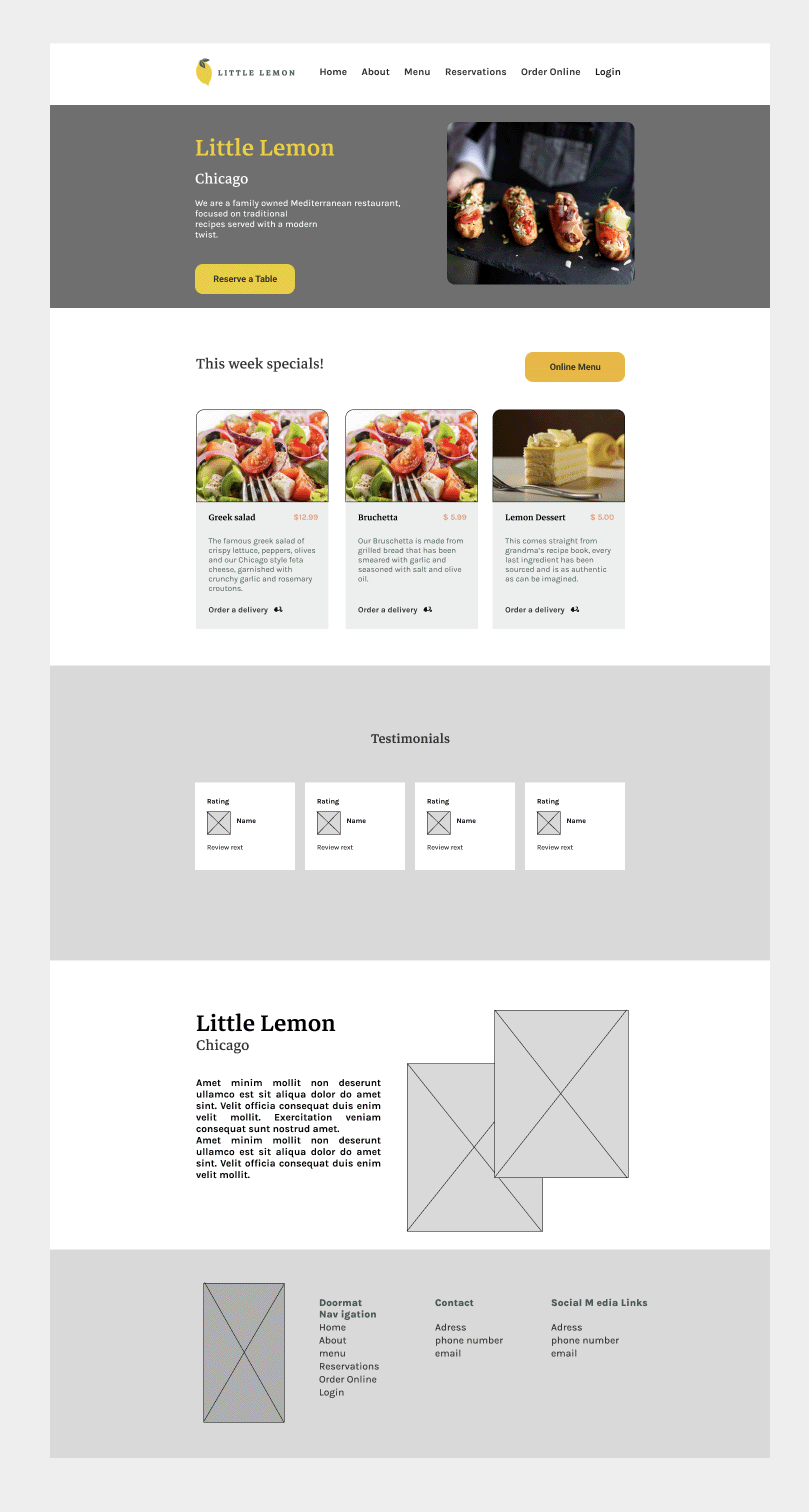 LITTLE LEMON
Home About Menu Reservations Order Online Login
Little Lemon
Chicago
We are a family owned Mediterranean restaurant,
focused on traditional
recipes served with a modern
twist.
Reserve a Table
This week specials!
Online Menu
Greek salad $12.99
The famous greek salad of
crispy lettuce, peppers, olives
and our Chicago style feta
cheese, garnished with
crunchy garlic and rosemary
croutons.
Order a delivery
Bruchetta $ 5.99
Our Bruschetta is made from
grilled bread that has been
smeared with garlic and
seasoned with salt and olive
oil.
Order a delivery
Lemon Dessert $ 5.00
This comes straight from
grandma's recipe book, every
last ingredient has been
sourced and is as authentic
as can be imagined.
Order a delivery
Testimonials
Rating
Name
Review rext
Rating
Name
Review rext
Rating
Name
Review rext
Rating
Name
Review rext
Little Lemon
Chicago
Amet minim mollit non deserunt
ullamco est sit aliqua dolor do amet
sint. Velit officia consequat duis enim
velit mollit. Exercitation veniam
consequat sunt nostrud amet.
Amet minim mollit non deserunt
ullamco est sit aliqua dolor do amet
sint. Velit officia consequat duis enim
velit mollit.
Doormat
Nav igation
Home
About
menu
Reservations
Order Online
Login
Contact
Adress
phone number
email
Social M edia Links
Adress
phone number
email